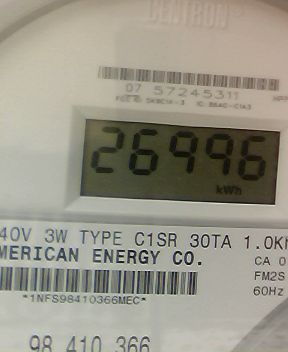 CENTRON
07 57245311
26996
kWh
40V 3W TYPE C1SR 30TA 1.0K
MERICAN ENERGY CO.
CA 0
FM2S
60Hz
*1NFS98410366MEC*
98 410 366